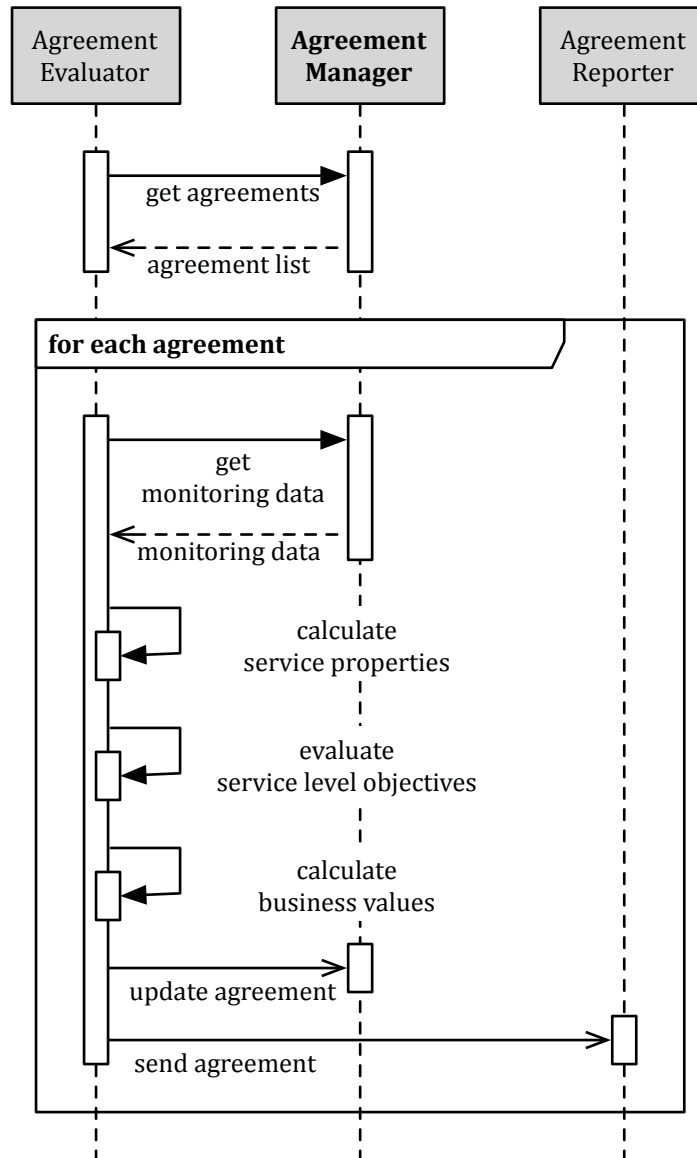 Agreement
Evaluator
Agreement
Manager
Agreement
Reporter
get agreements
agreement list
for each agreement
get
monitoring data
monitoring data
calculate
service properties
evaluate
service level objectives
calculate
business values
update agreement
send agreement